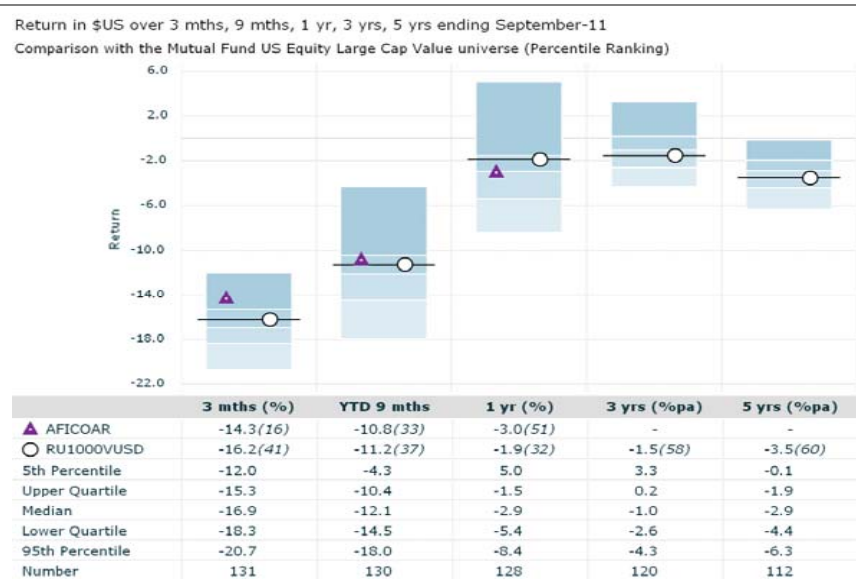 Return in $US over 3 mths, 9 mths, 1 yr, 3 yrs, 5 yrs ending September-11
Comparison with the Mutual Fund US Equity Large Cap Value universe (Percentile Ranking)
6.0
2.0
-2.0
-6.0
-10.0
-14.0
-18.0
-22.0
Return
3 mths (%) YTD 9 mths 1 yr (%) 3 yrs (%pa) 5 yrs (%pa)
AFICOAR -14.3(16) -10.8(33) -3.0(51) - -
RU1000VUSD -16.2(41) -11.2(37) -1.9(32) -1.5(58) -3.5(60)
5th Percentile -12.0 -4.3 5.0 3.3 -0.1
Upper Quartile -15.3 -10.4 -1.5 0.2 -1.9
Median -16.9 -12.1 -2.9 -1.0 -2.9
Lower Quartile -18.3 -14.5 -5.4 -2.6 -4.4
95th Percentile -20.7 -18.0 -8.4 -4.3 -6.3
Number 131 130 128 120 112